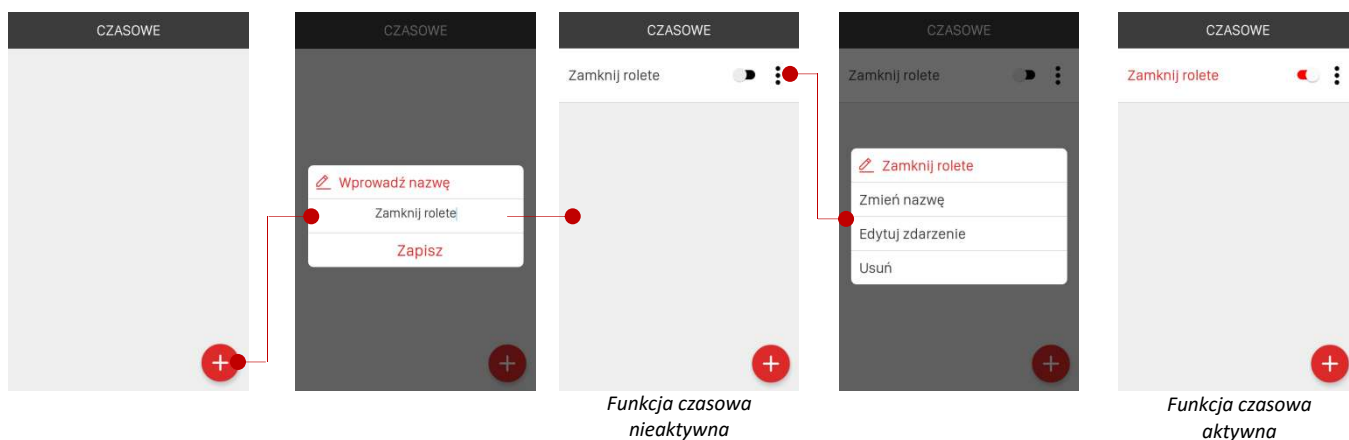 CZASOWE
CZASOWE
Wprowadź nazwę
Zamknij rolete
Zapisz
CZASOWE
Zamknij rolete
Funkcja czasowa
nieaktywna
CZASOWE
Zamknij rolete
Zamknij rolete
Zmień nazwę
Edytuj zdarzenie
Usuń
CZASOWE
Zamknij rolete
Funkcja czasowa
aktywna